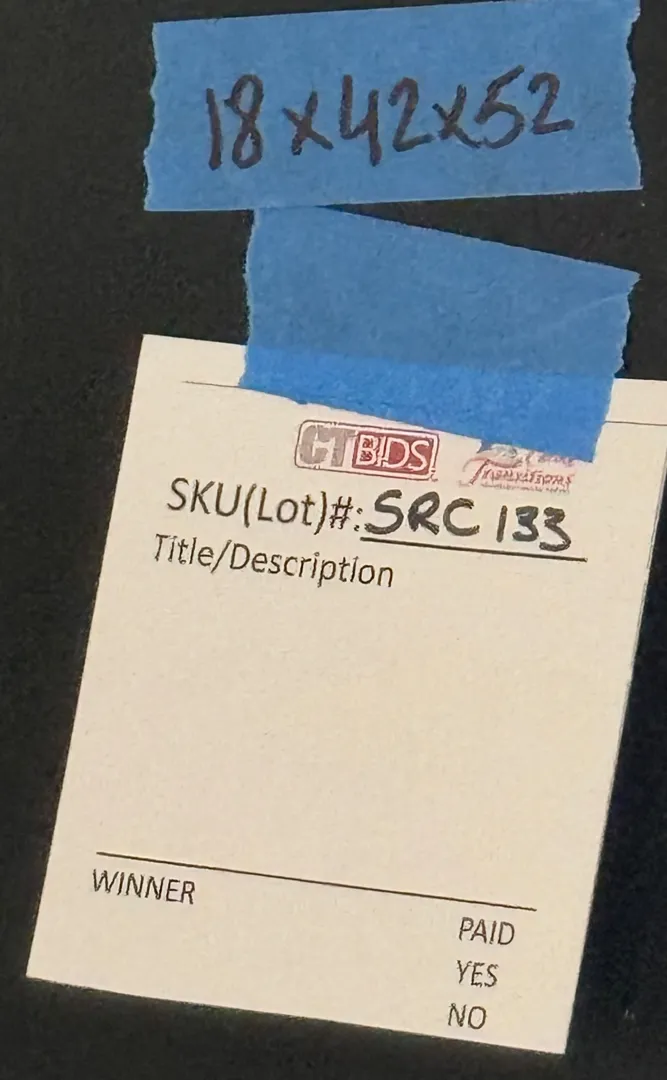 18x42x52
CTBIDS
SKU(Lot)#: SRC 133
Title/Description
WINNER
PAID
YES
NO